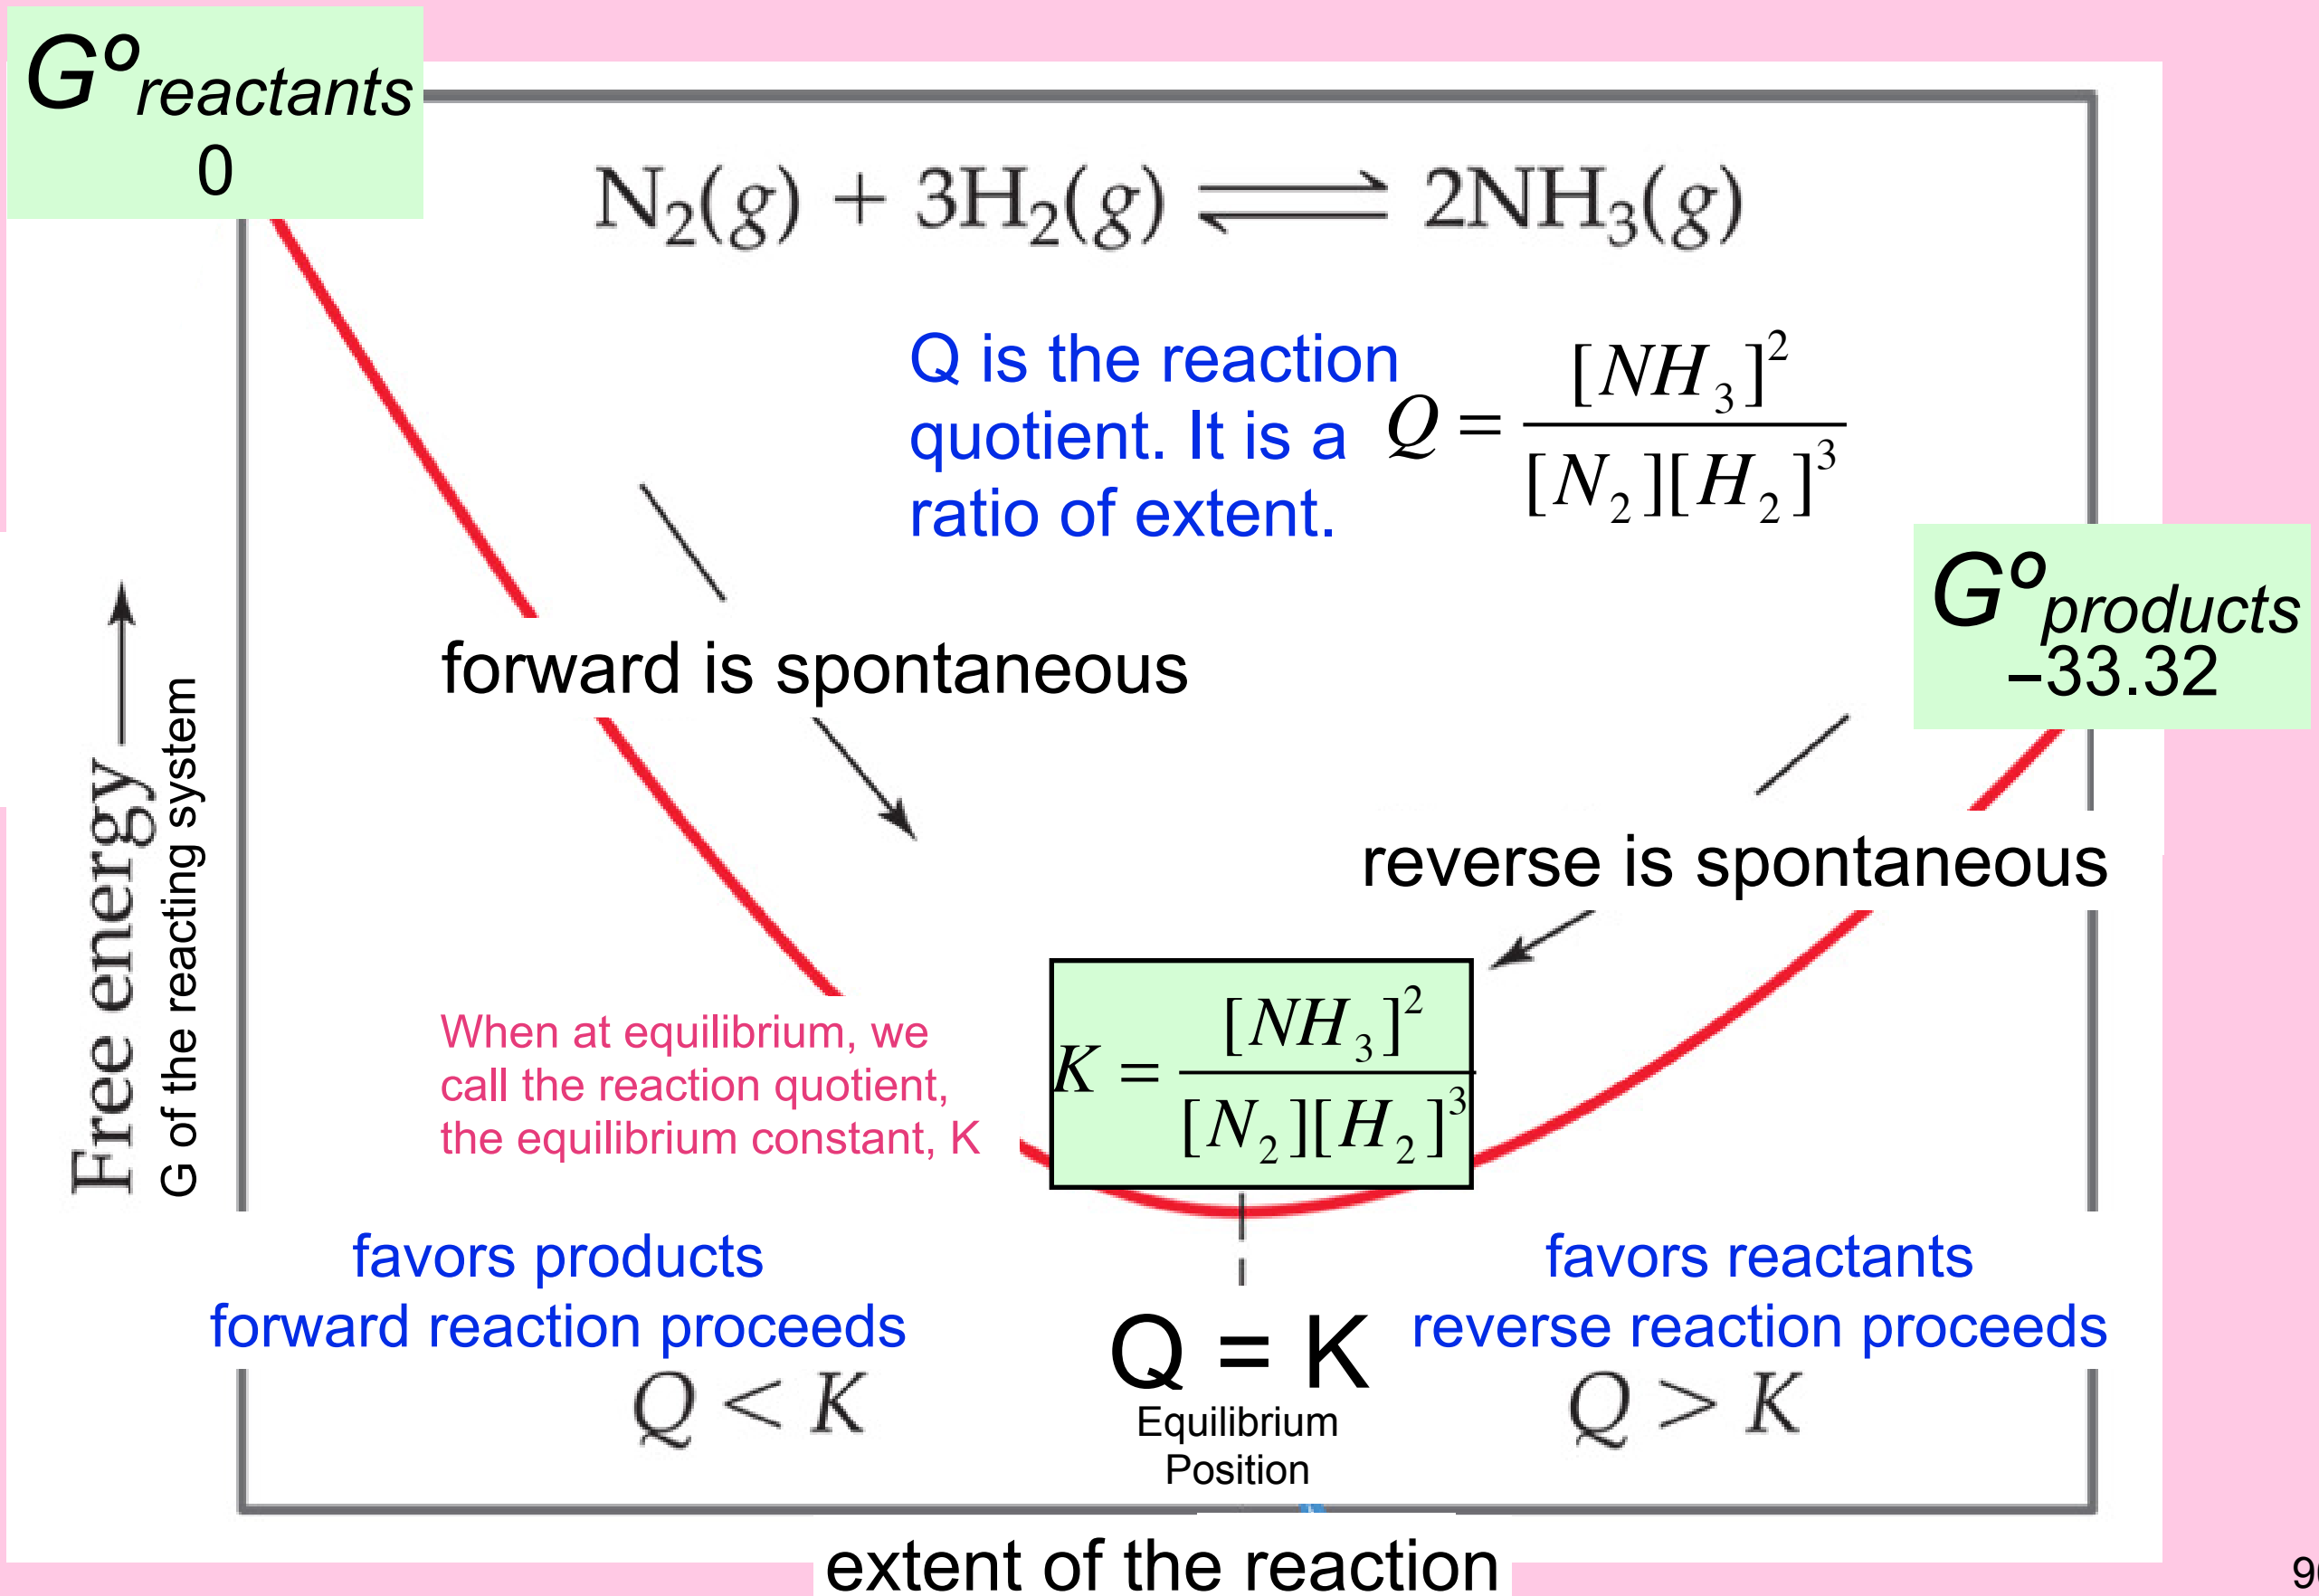 G°reactants
0
N₂(g) + 3H₂(g) ⇌ 2NH₃(g)
Q is the reaction
quotient. It is a
ratio of extent.
Q = [NH₃]² / [N₂][H₂]³
G°products
–33.32
forward is spontaneous
reverse is spontaneous
Free energy →
G of the reacting system
When at equilibrium, we
call the reaction quotient,
the equilibrium constant, K
K = [NH₃]² / [N₂][H₂]³
favors products
forward reaction proceeds
Q < K
Q = K
Equilibrium
Position
favors reactants
reverse reaction proceeds
Q > K
extent of the reaction